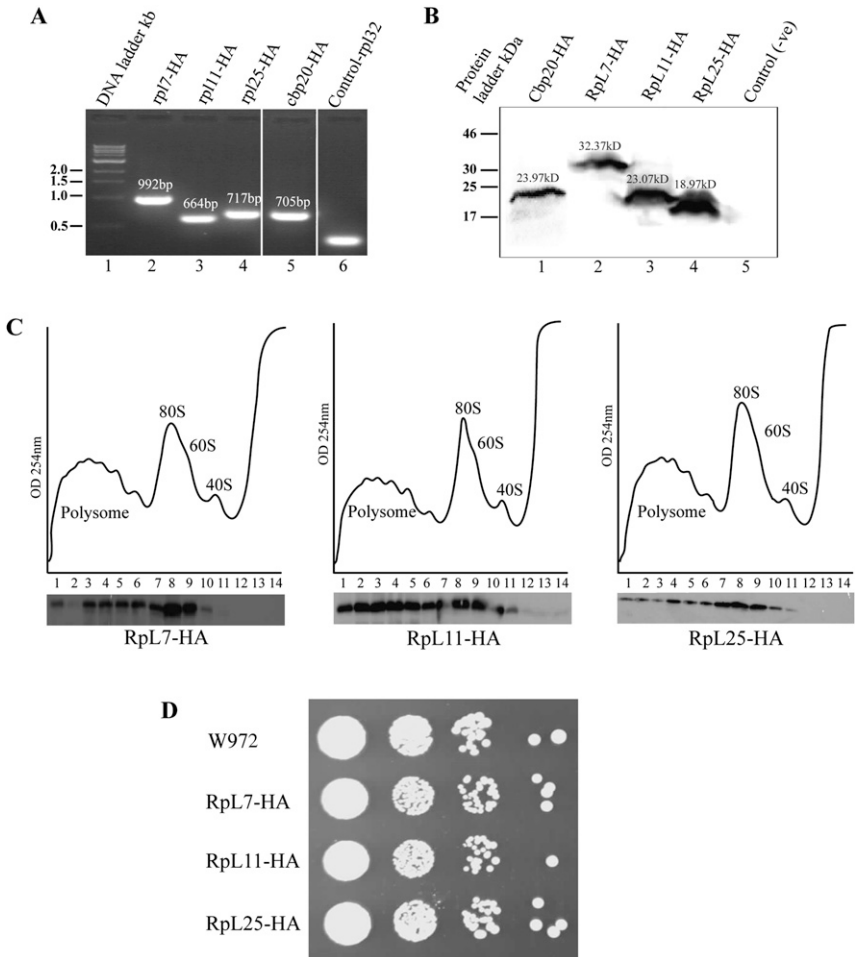 A
DNA ladder kb
rpl7-HA
rpl11-HA
rpl25-HA
cbp20-HA
Control-rpl32
2.0
1.5
1.0
0.5
992bp
664bp
717bp
705bp
1 2 3 4 5 6
B
Protein
ladder kDa
Cbp20-HA
RpL7-HA
RpL11-HA
RpL25-HA
Control (-ve)
46
30
25
17
23.97kD
32.37kD
23.07kD
18.97kD
1 2 3 4 5
C
OD 254nm
Polysome
80S
60S
40S
1 2 3 4 5 6 7 8 9 10 11 12 13 14
RpL7-HA
OD 254nm
Polysome
80S
60S
40S
1 2 3 4 5 6 7 8 9 10 11 12 13 14
RpL11-HA
OD 254nm
Polysome
80S
60S
40S
1 2 3 4 5 6 7 8 9 10 11 12 13 14
RpL25-HA
D
W972
RpL7-HA
RpL11-HA
RpL25-HA